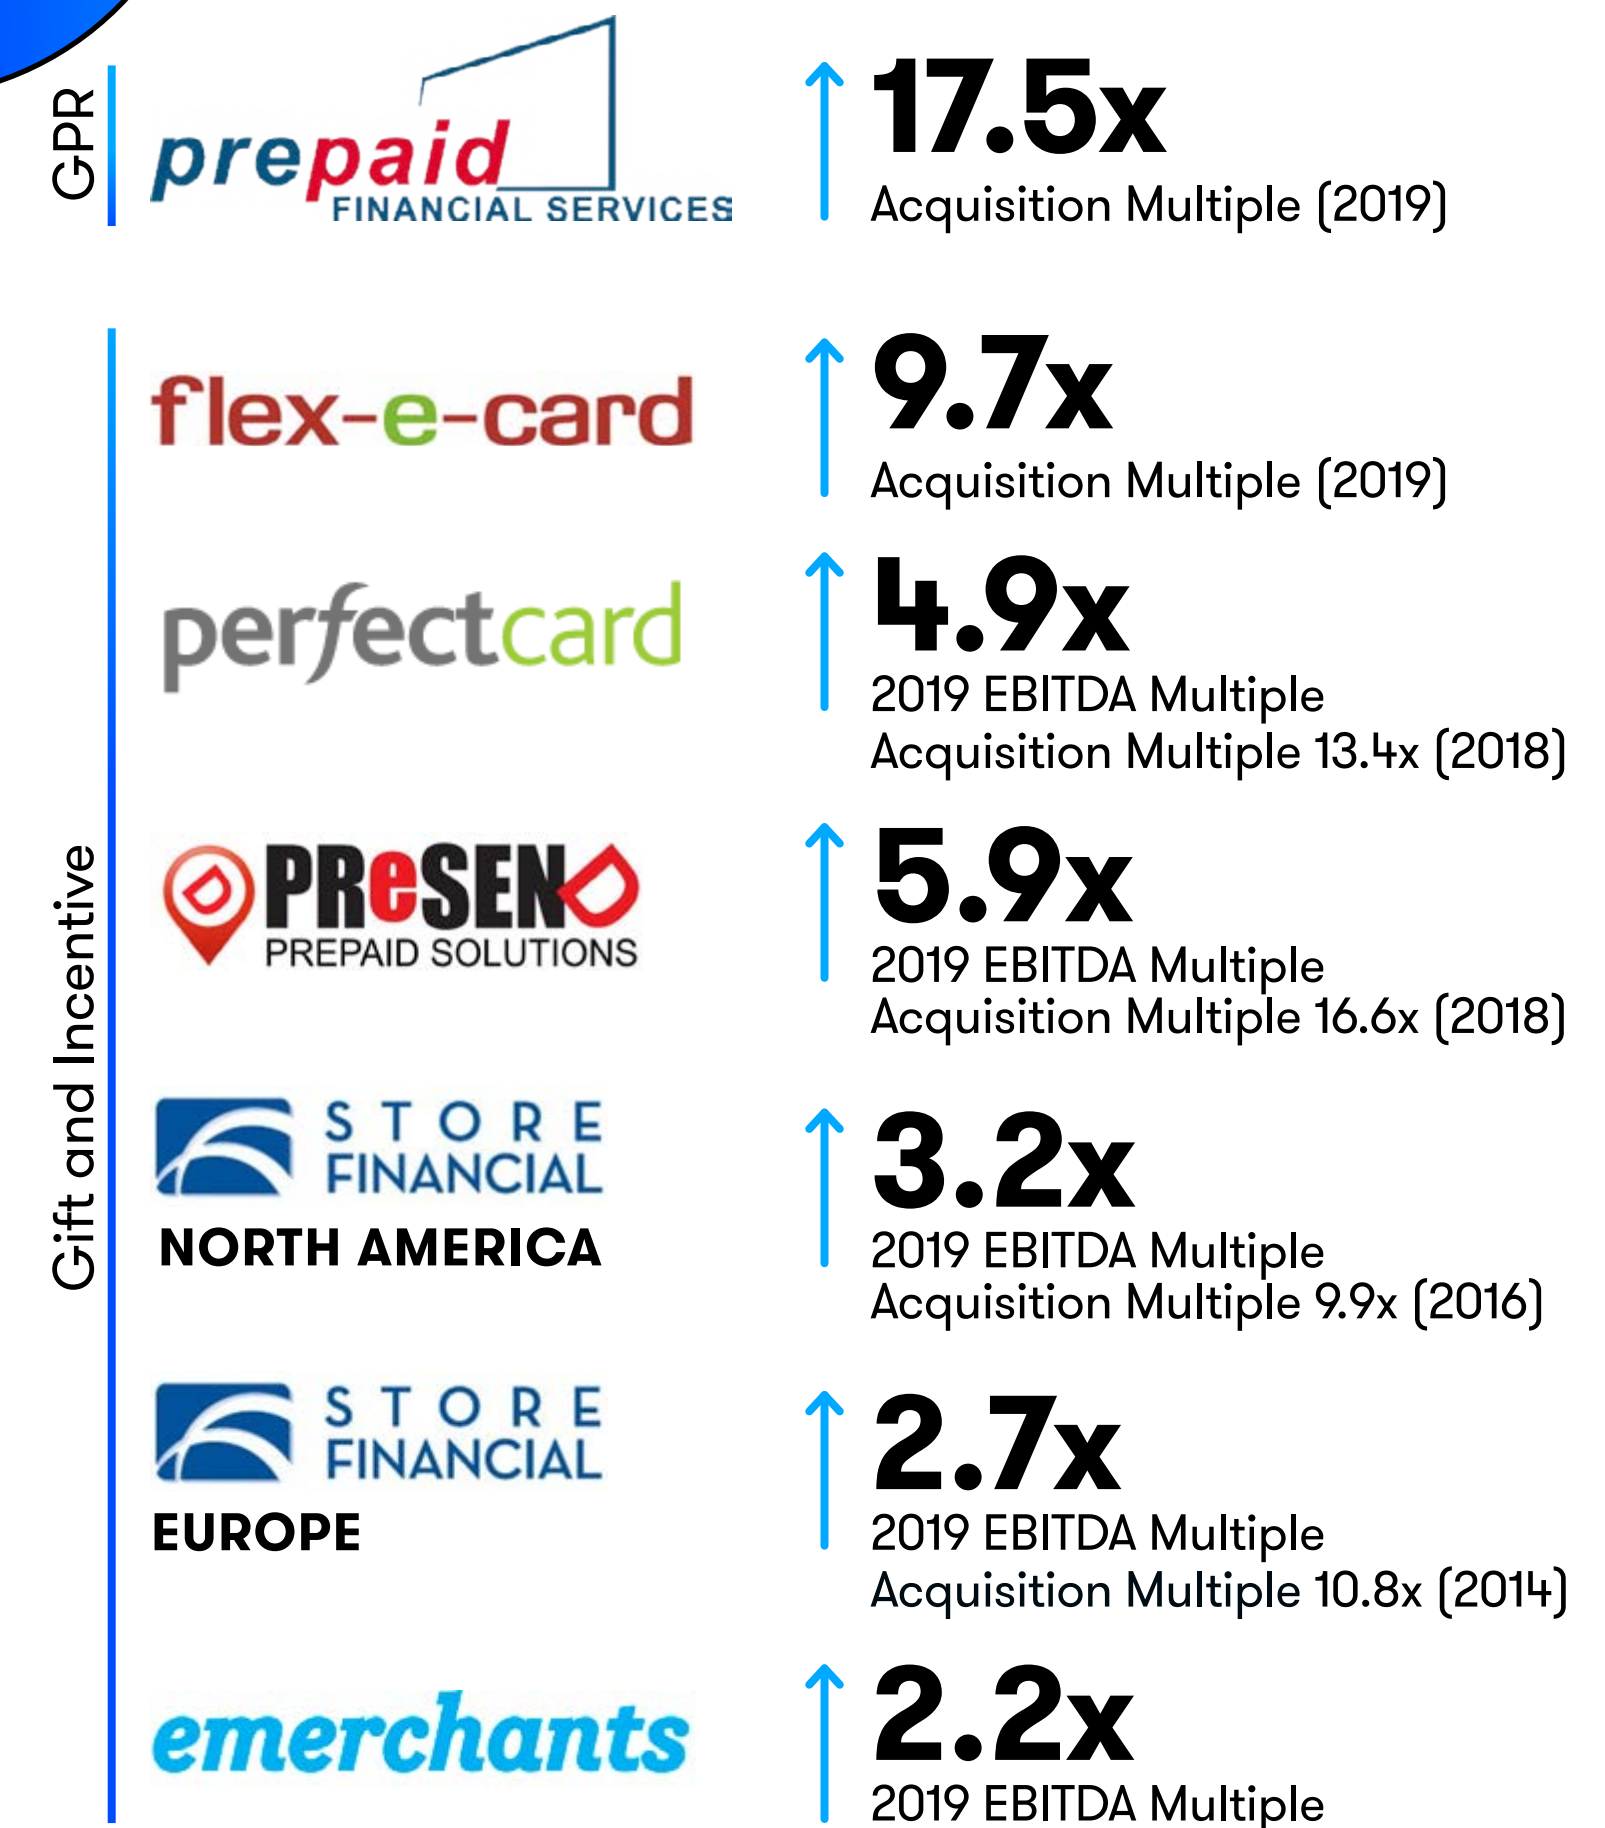 GPR
prepaid
FINANCIAL SERVICES
17.5x
Acquisition Multiple (2019)
Gift and Incentive
flex-e-card
9.7x
Acquisition Multiple (2019)
perfectcard
4.9x
2019 EBITDA Multiple
Acquisition Multiple 13.4x (2018)
PReSEND
PREPAID SOLUTIONS
5.9x
2019 EBITDA Multiple
Acquisition Multiple 16.6x (2018)
STORE
FINANCIAL
NORTH AMERICA
3.2x
2019 EBITDA Multiple
Acquisition Multiple 9.9x (2016)
STORE
FINANCIAL
EUROPE
2.7x
2019 EBITDA Multiple
Acquisition Multiple 10.8x (2014)
emerchants
2.2x
2019 EBITDA Multiple